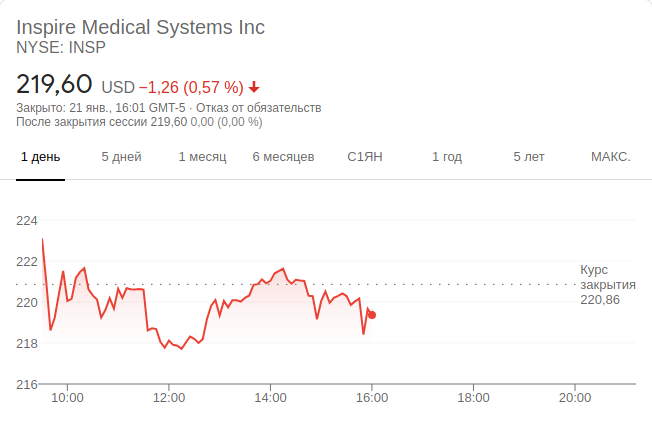 Inspire Medical Systems Inc
NYSE: INSP
219,60 USD −1,26 (0,57 %)
Закрыто: 21 янв., 16:01 GMT-5 · Отказ от обязательств
После закрытия сессии 219,60 0,00 (0,00 %)
1 день 5 дней 1 месяц 6 месяцев С1ЯН 1 год 5 лет МАКС.
224
222
Курс
закрытия
220,86
220
218
216
10:00 12:00 14:00 16:00 18:00 20:00